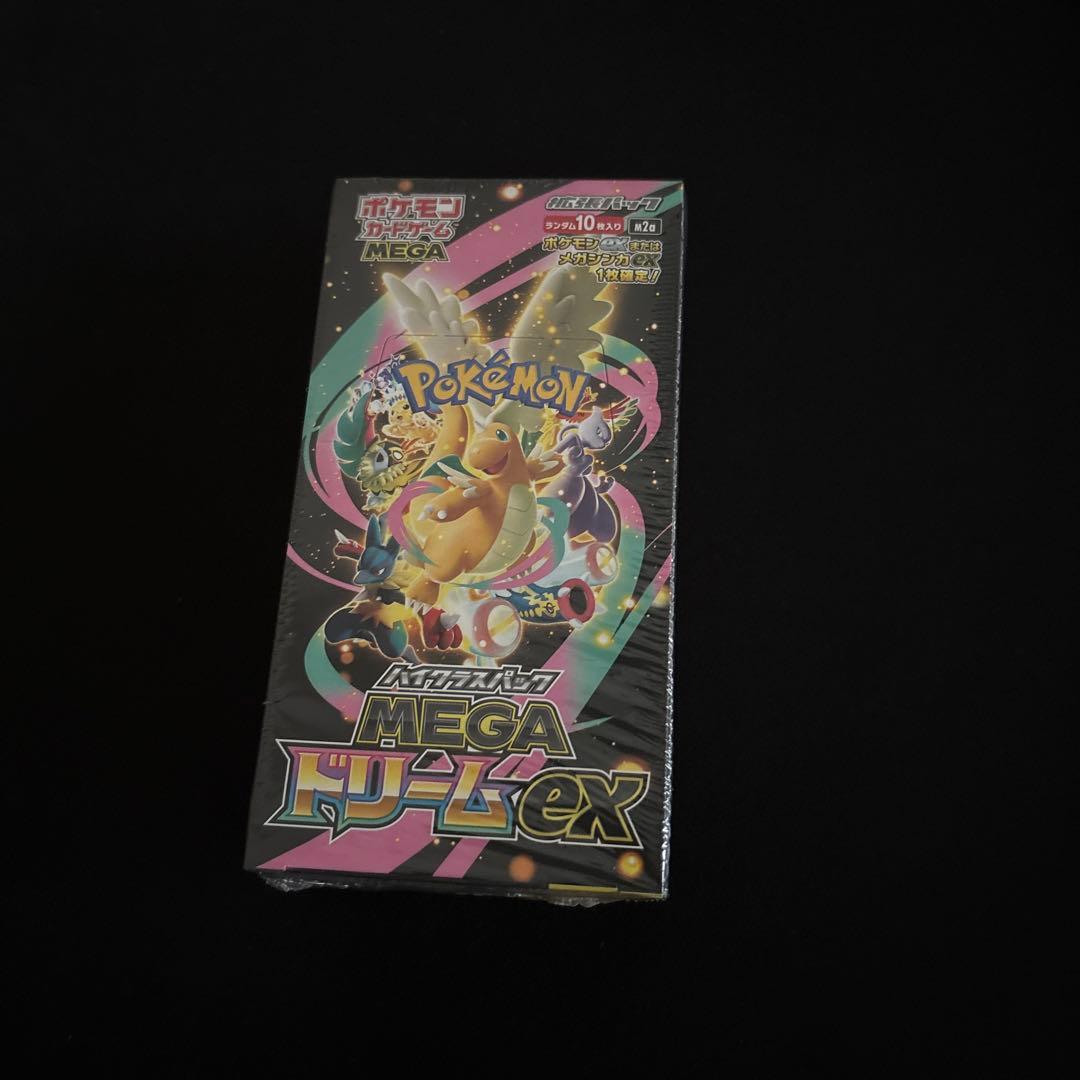 ポケモン
カードゲーム
MEGA
拡張パック
ランダム10枚入り M2a
ポケモンexまたは
メガシンカex
1枚確定!
POKéMON
ハイクラスパック
MEGA
ドリームex